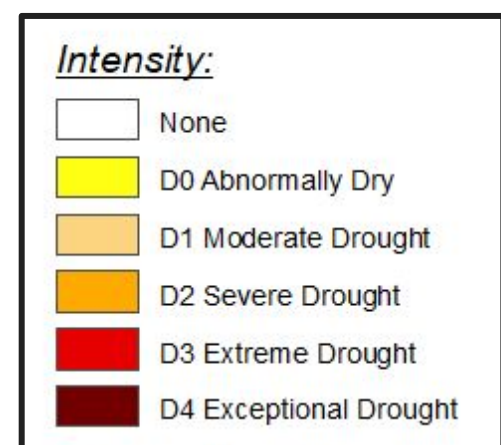 Intensity:
None
D0 Abnormally Dry
D1 Moderate Drought
D2 Severe Drought
D3 Extreme Drought
D4 Exceptional Drought